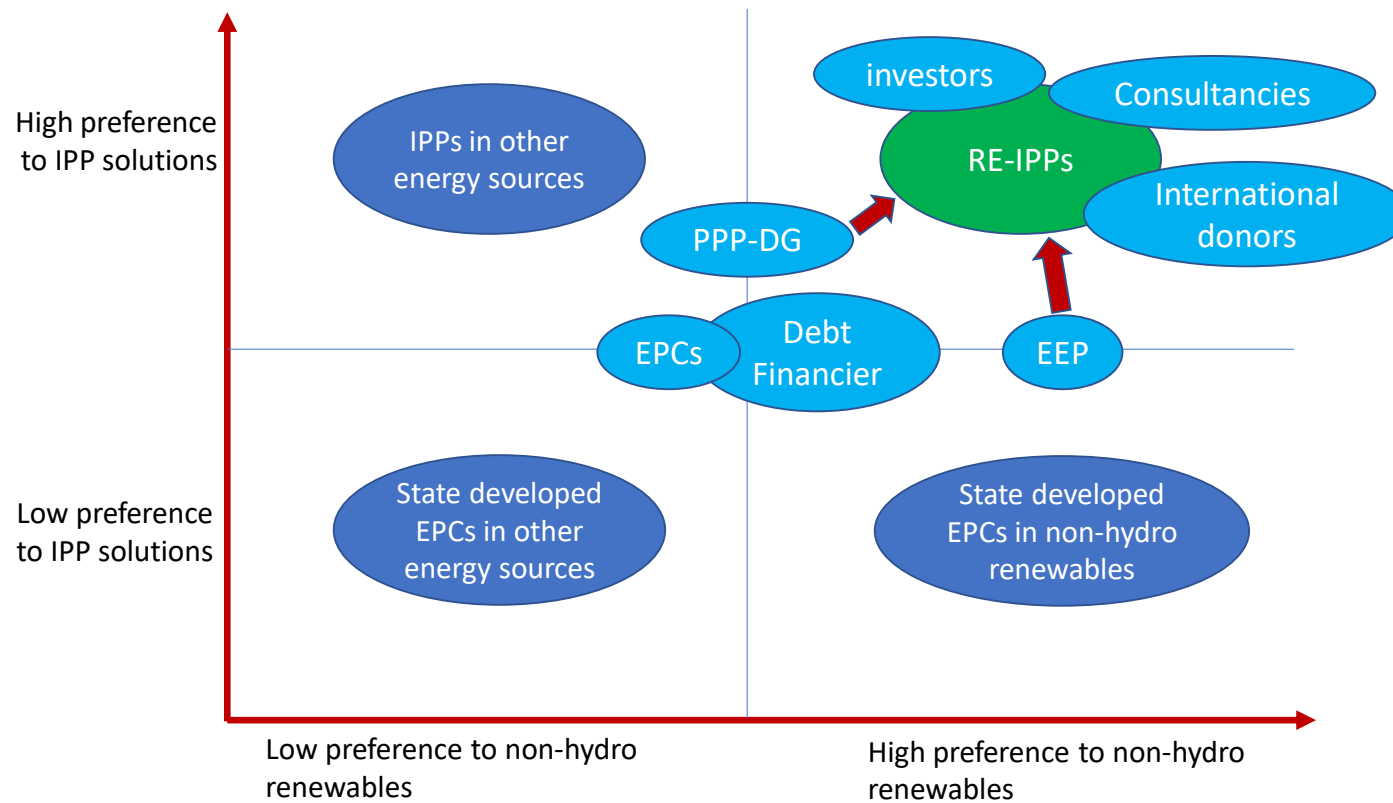 High preference
to IPP solutions
investors
Consultancies
IPPs in other
energy sources
RE-IPPs
International
donors
PPP-DG
EPCs
Debt
Financier
EEP
Low preference
to IPP solutions
State developed
EPCs in other
energy sources
State developed
EPCs in non-hydro
renewables
Low preference to non-hydro
renewables
High preference to non-hydro
renewables